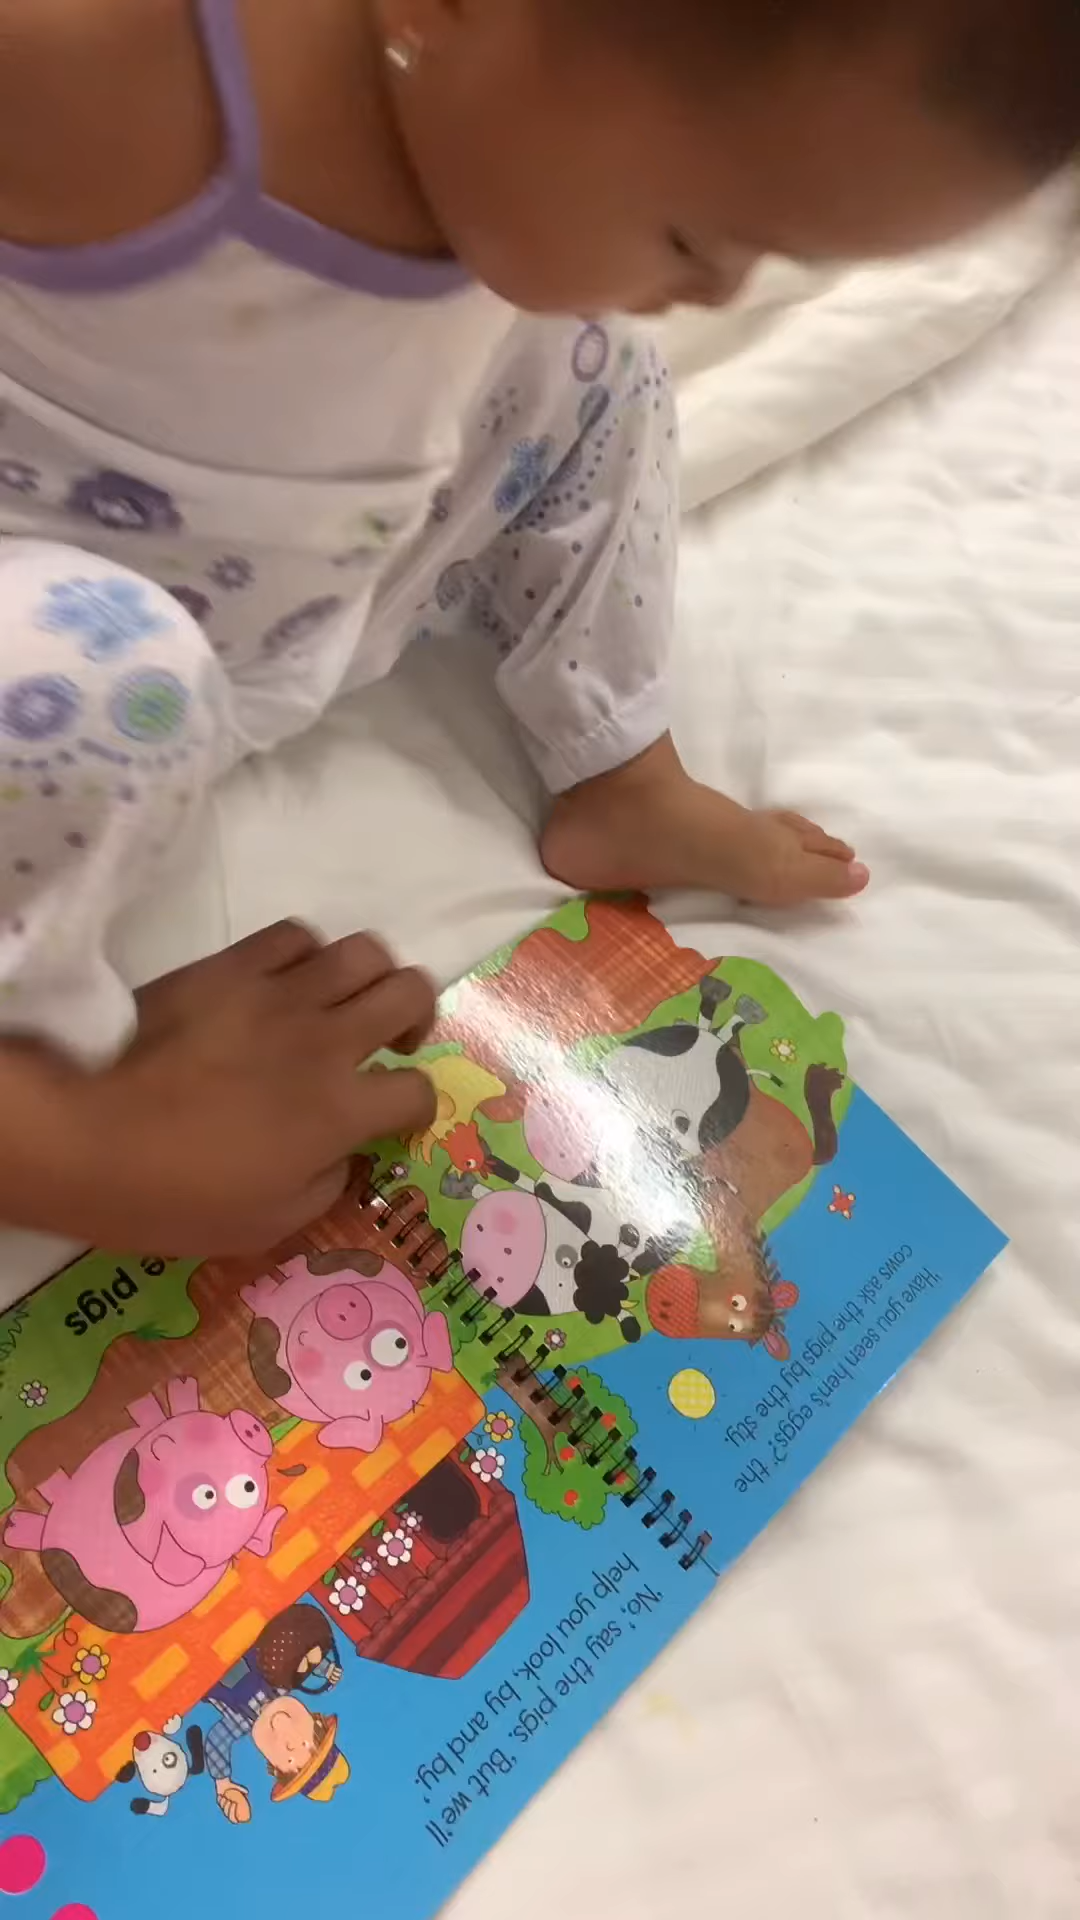 'Have you seen hen's eggs?' the
cows ask the pigs by the sty.
'No,' say the pigs. 'But we'll
help you look, by and by.'
pigs